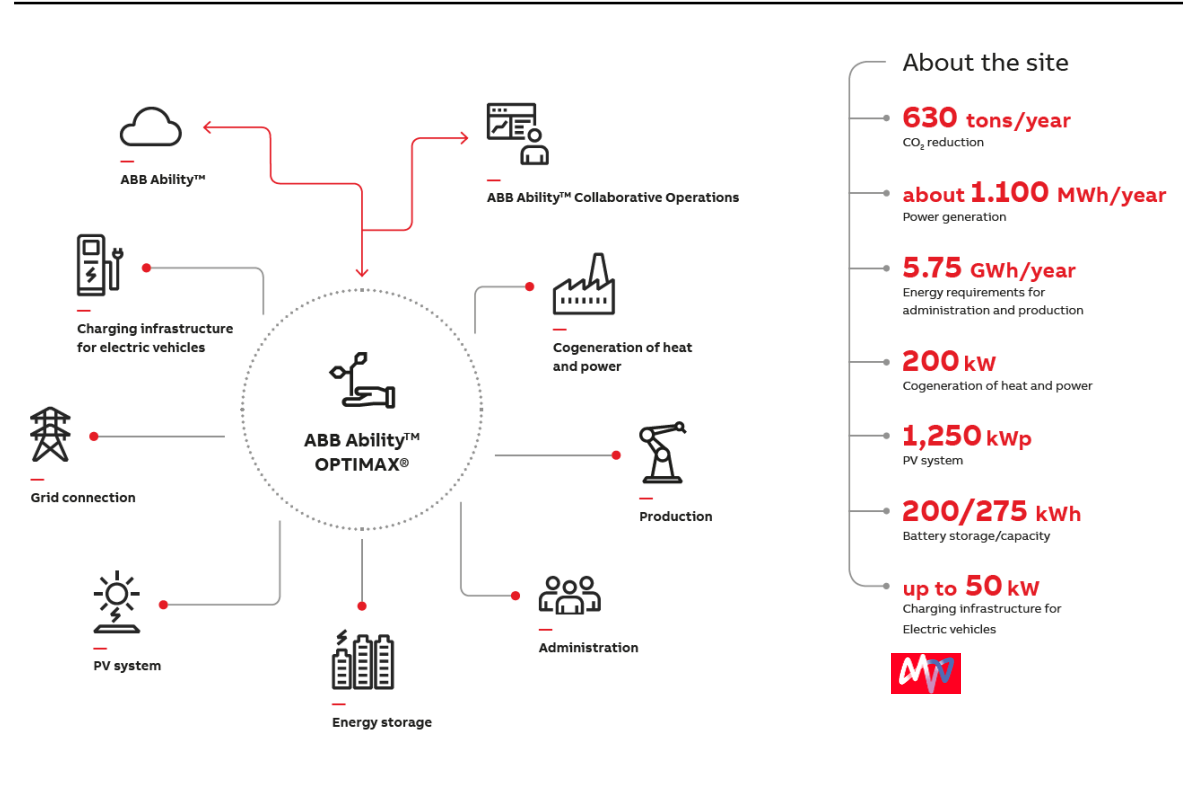 ABB Ability™
ABB Ability™ Collaborative Operations
Charging infrastructure
for electric vehicles
Cogeneration of heat
and power
ABB Ability™
OPTIMAX®
Grid connection
Production
PV system
Administration
Energy storage
About the site
630 tons/year
CO₂ reduction
about 1.100 MWh/year
Power generation
5.75 GWh/year
Energy requirements for
administration and production
200 kW
Cogeneration of heat and power
1,250 kWp
PV system
200/275 kWh
Battery storage/capacity
up to 50 kW
Charging infrastructure for
Electric vehicles